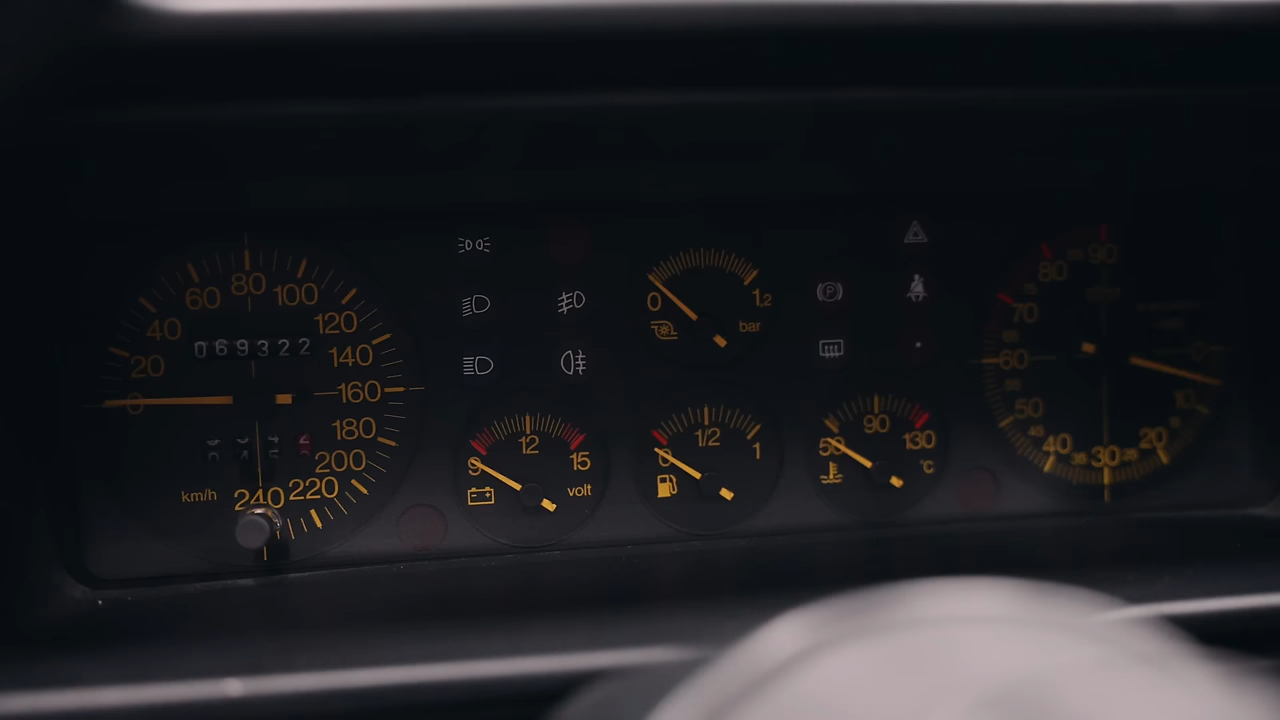 20 40 60 80 100 120 140 160 180 200 220 240
0
069322
km/h
0 1,2
bar
9 12 15
volt
0 1/2 1
50 90 130
°C
P
10 20 30 40 50 60 70 80 90